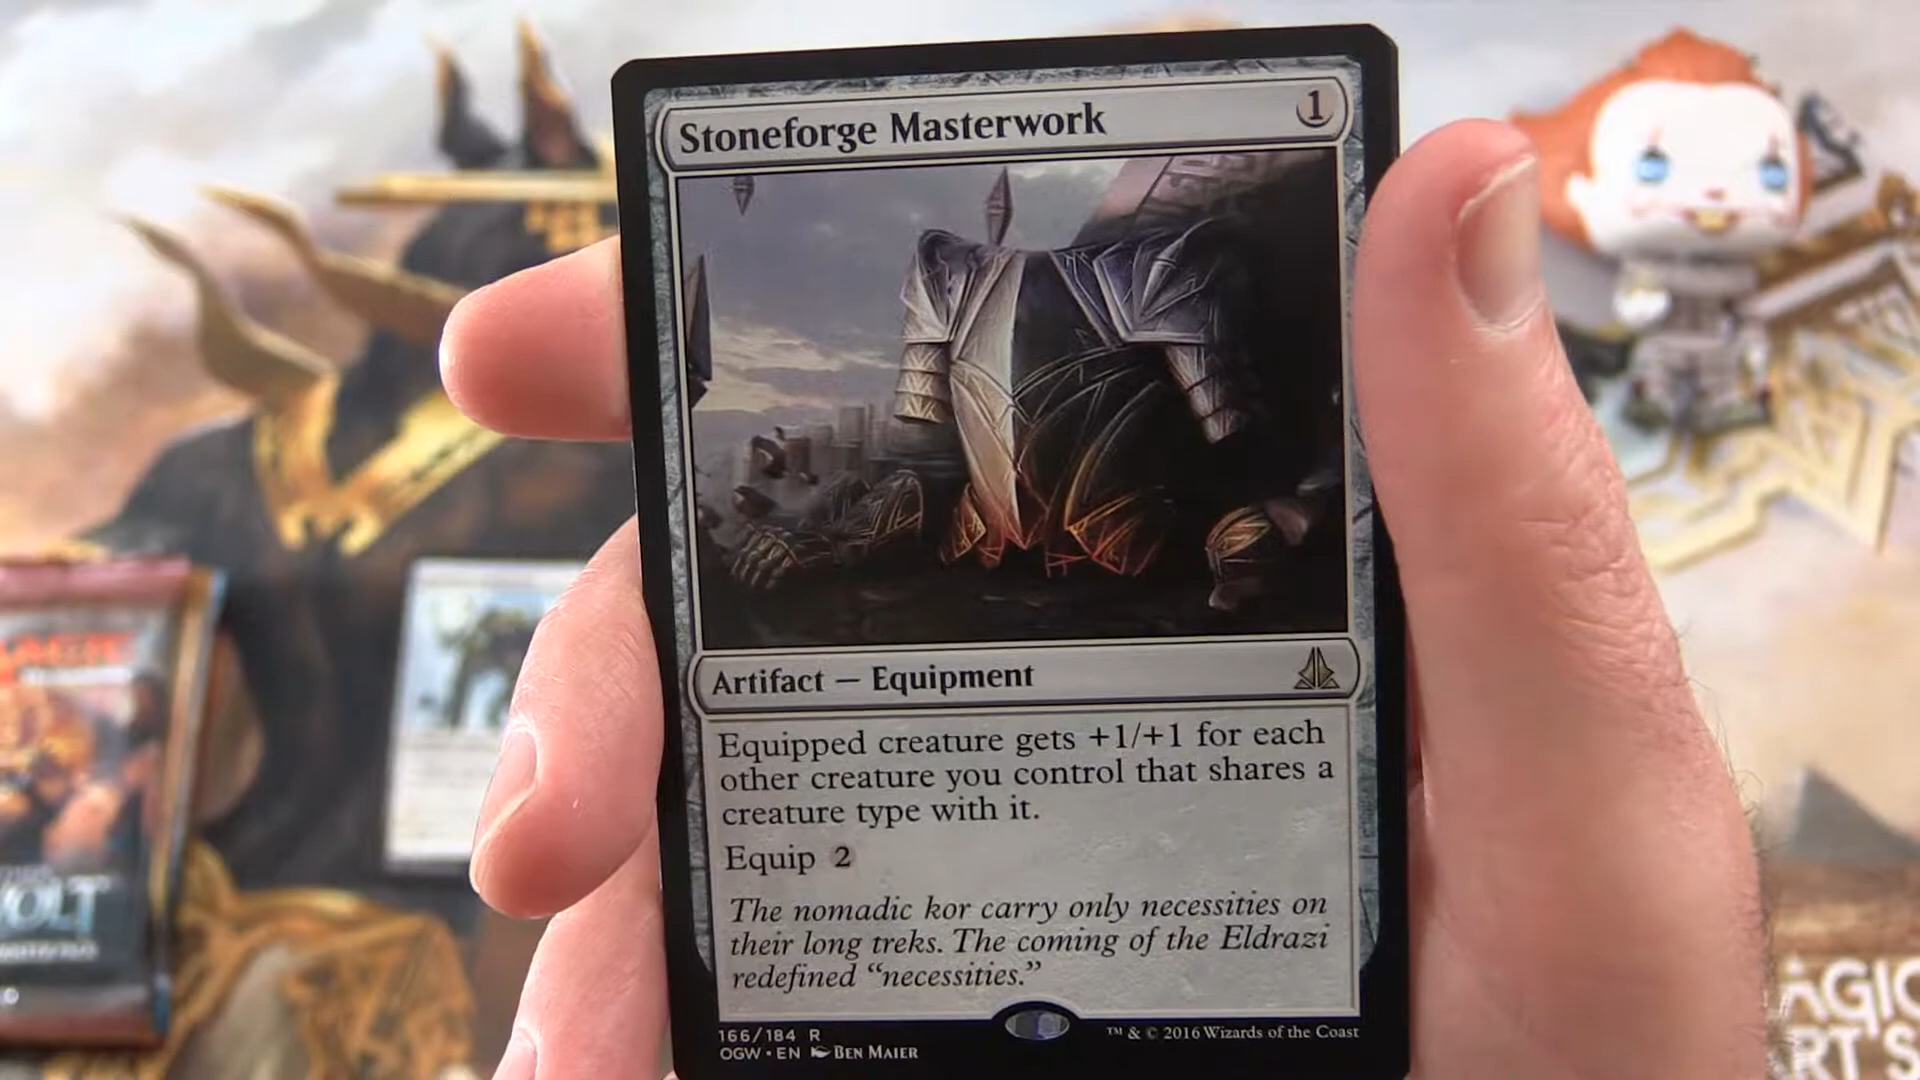 Stoneforge Masterwork 1
Artifact — Equipment
Equipped creature gets +1/+1 for each
other creature you control that shares a
creature type with it.
Equip 2
The nomadic kor carry only necessities on
their long treks. The coming of the Eldrazi
redefined “necessities.”
166/184 R
OGW • EN BEN MAIER
™ & © 2016 Wizards of the Coast